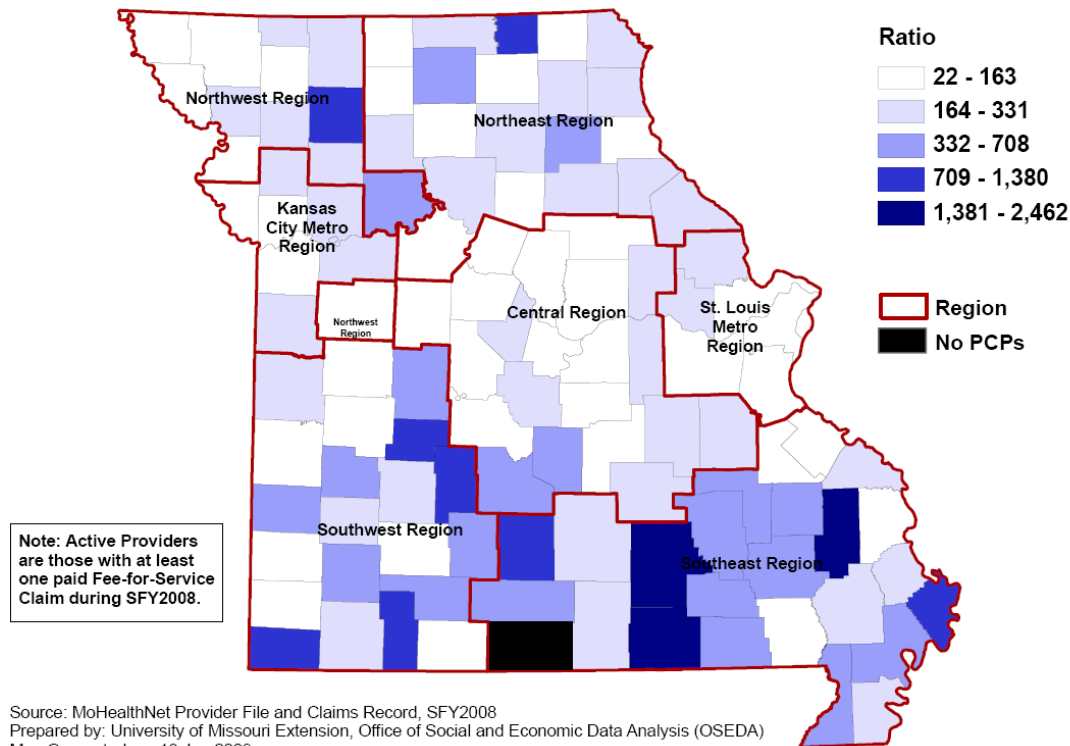 Northwest Region
Northeast Region
Kansas
City Metro
Region
Northwest
Region
Central Region
St. Louis
Metro
Region
Southwest Region
Southeast Region
Ratio
22 - 163
164 - 331
332 - 708
709 - 1,380
1,381 - 2,462
Region
No PCPs
Note: Active Providers
are those with at least
one paid Fee-for-Service
Claim during SFY2008.
Source: MoHealthNet Provider File and Claims Record, SFY2008
Prepared by: University of Missouri Extension, Office of Social and Economic Data Analysis (OSEDA)